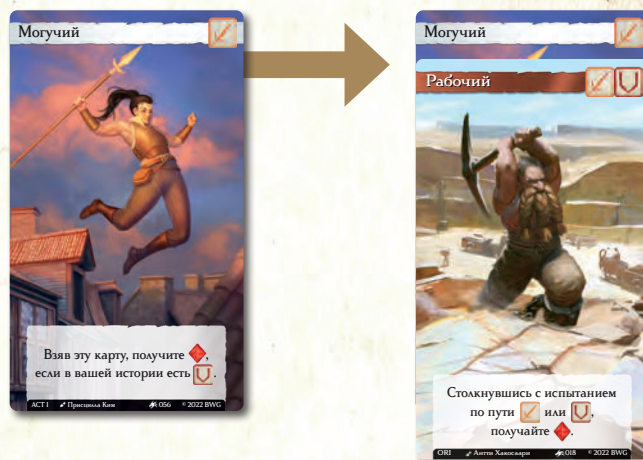 Могучий
Взяв эту карту, получите
если в вашей истории есть
ACT I Присцилла Ким 056 © 2022 BWG
Могучий
Рабочий
Столкнувшись с испытанием
по пути или ,
получайте .
ORI Антти Хакосаари 018 © 2022 BWG